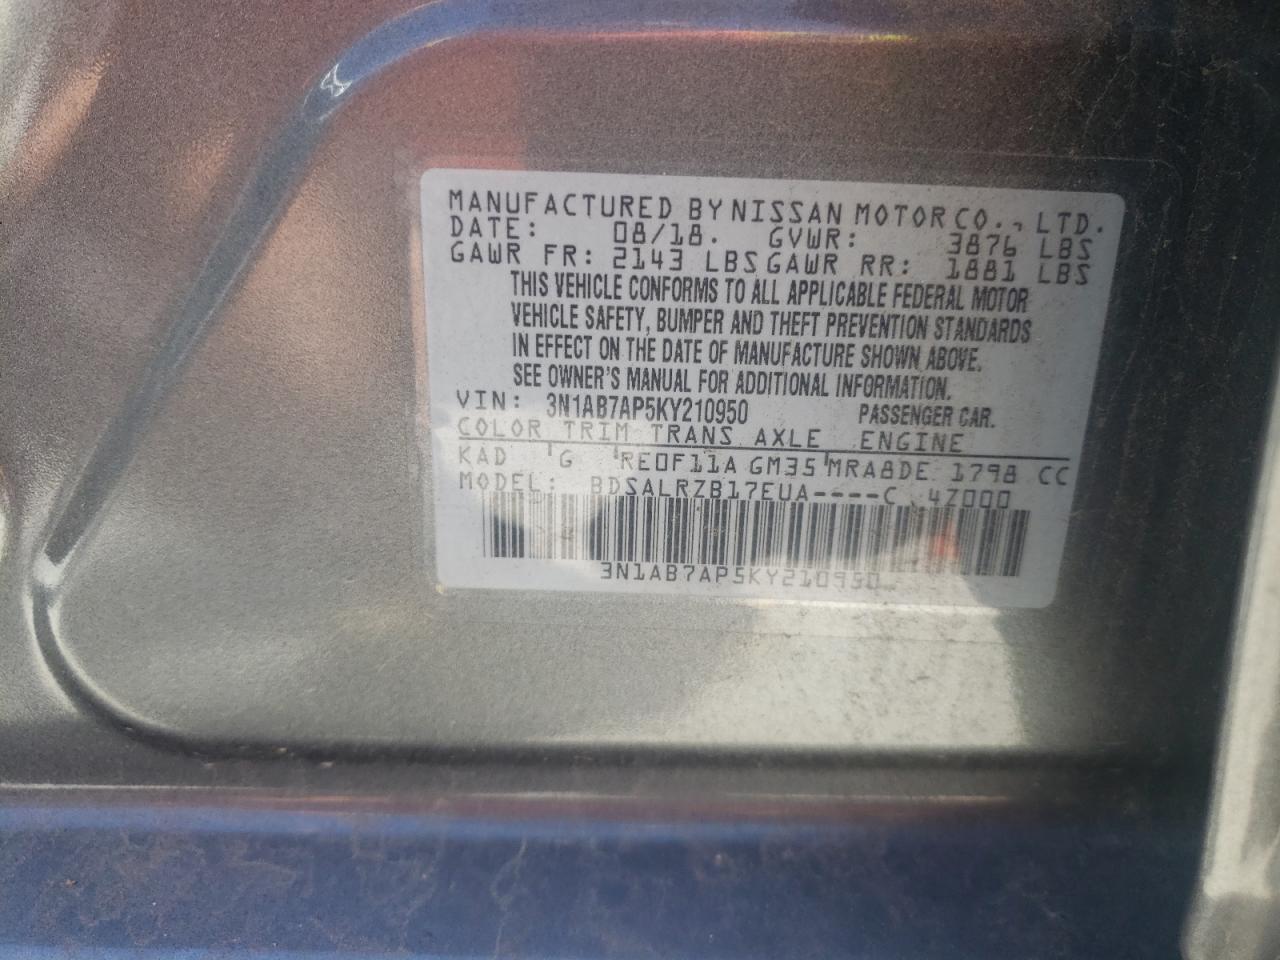 MANUFACTURED BY NISSAN MOTOR CO., LTD.
DATE: 08/18. GVWR: 3876 LBS
GAWR FR: 2143 LBS GAWR RR: 1881 LBS
THIS VEHICLE CONFORMS TO ALL APPLICABLE FEDERAL MOTOR
VEHICLE SAFETY, BUMPER AND THEFT PREVENTION STANDARDS
IN EFFECT ON THE DATE OF MANUFACTURE SHOWN ABOVE.
SEE OWNER'S MANUAL FOR ADDITIONAL INFORMATION.
VIN: 3N1AB7AP5KY210950 PASSENGER CAR.
COLOR TRIM TRANS AXLE ENGINE
KAD G RE0F11A GM35 MRA8DE 1798 CC
MODEL: BDSALRZB17EUA----C 4Z000
3N1AB7AP5KY210950